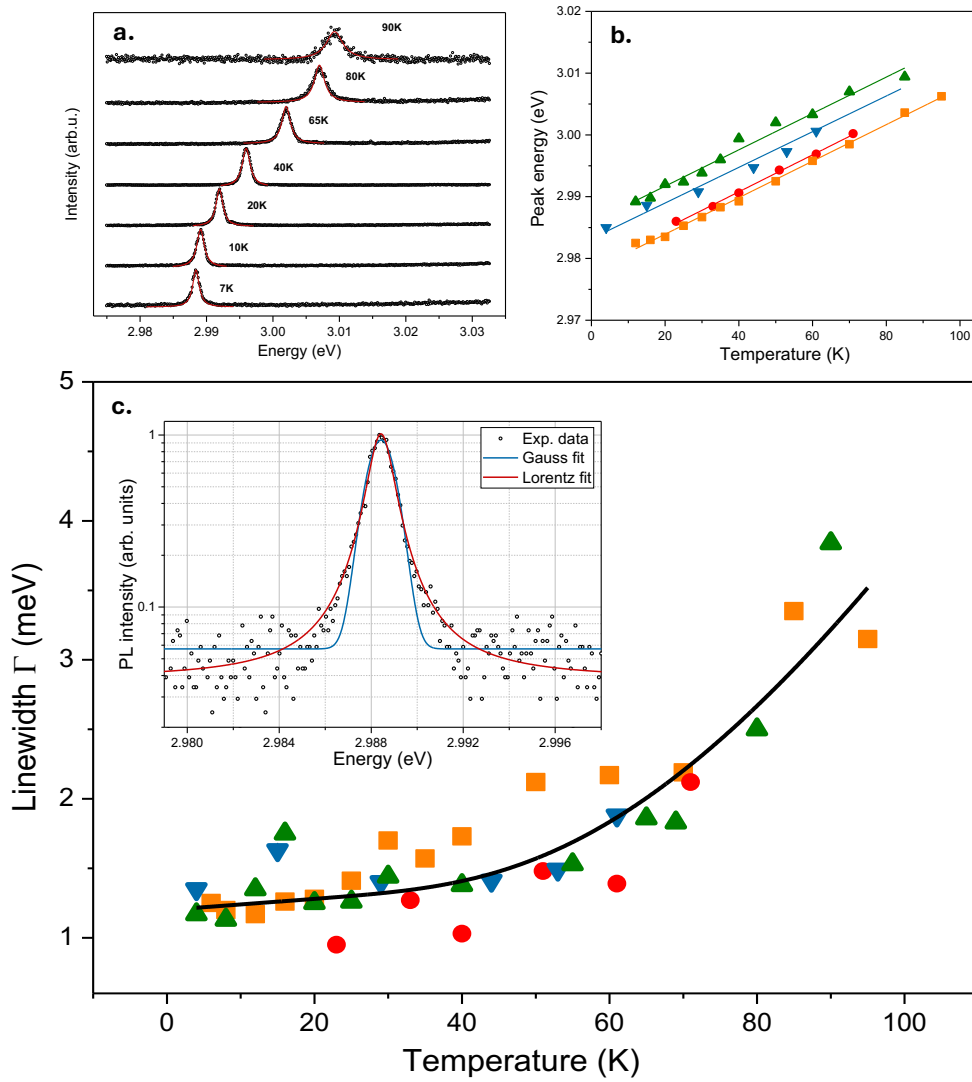 a.
90K
80K
65K
40K
20K
10K
7K
Intensity (arb.u.)
2.98 2.99 3.00 3.01 3.02 3.03
Energy (eV)
b.
3.02
3.01
3.00
2.99
2.98
2.97
Peak energy (eV)
0 20 40 60 80 100
Temperature (K)
c.
5
4
3
2
1
Linewidth Γ (meV)
0 20 40 60 80 100
Temperature (K)
1
0.1
PL intensity (arb. units)
Exp. data
Gauss fit
Lorentz fit
2.980 2.984 2.988 2.992 2.996
Energy (eV)